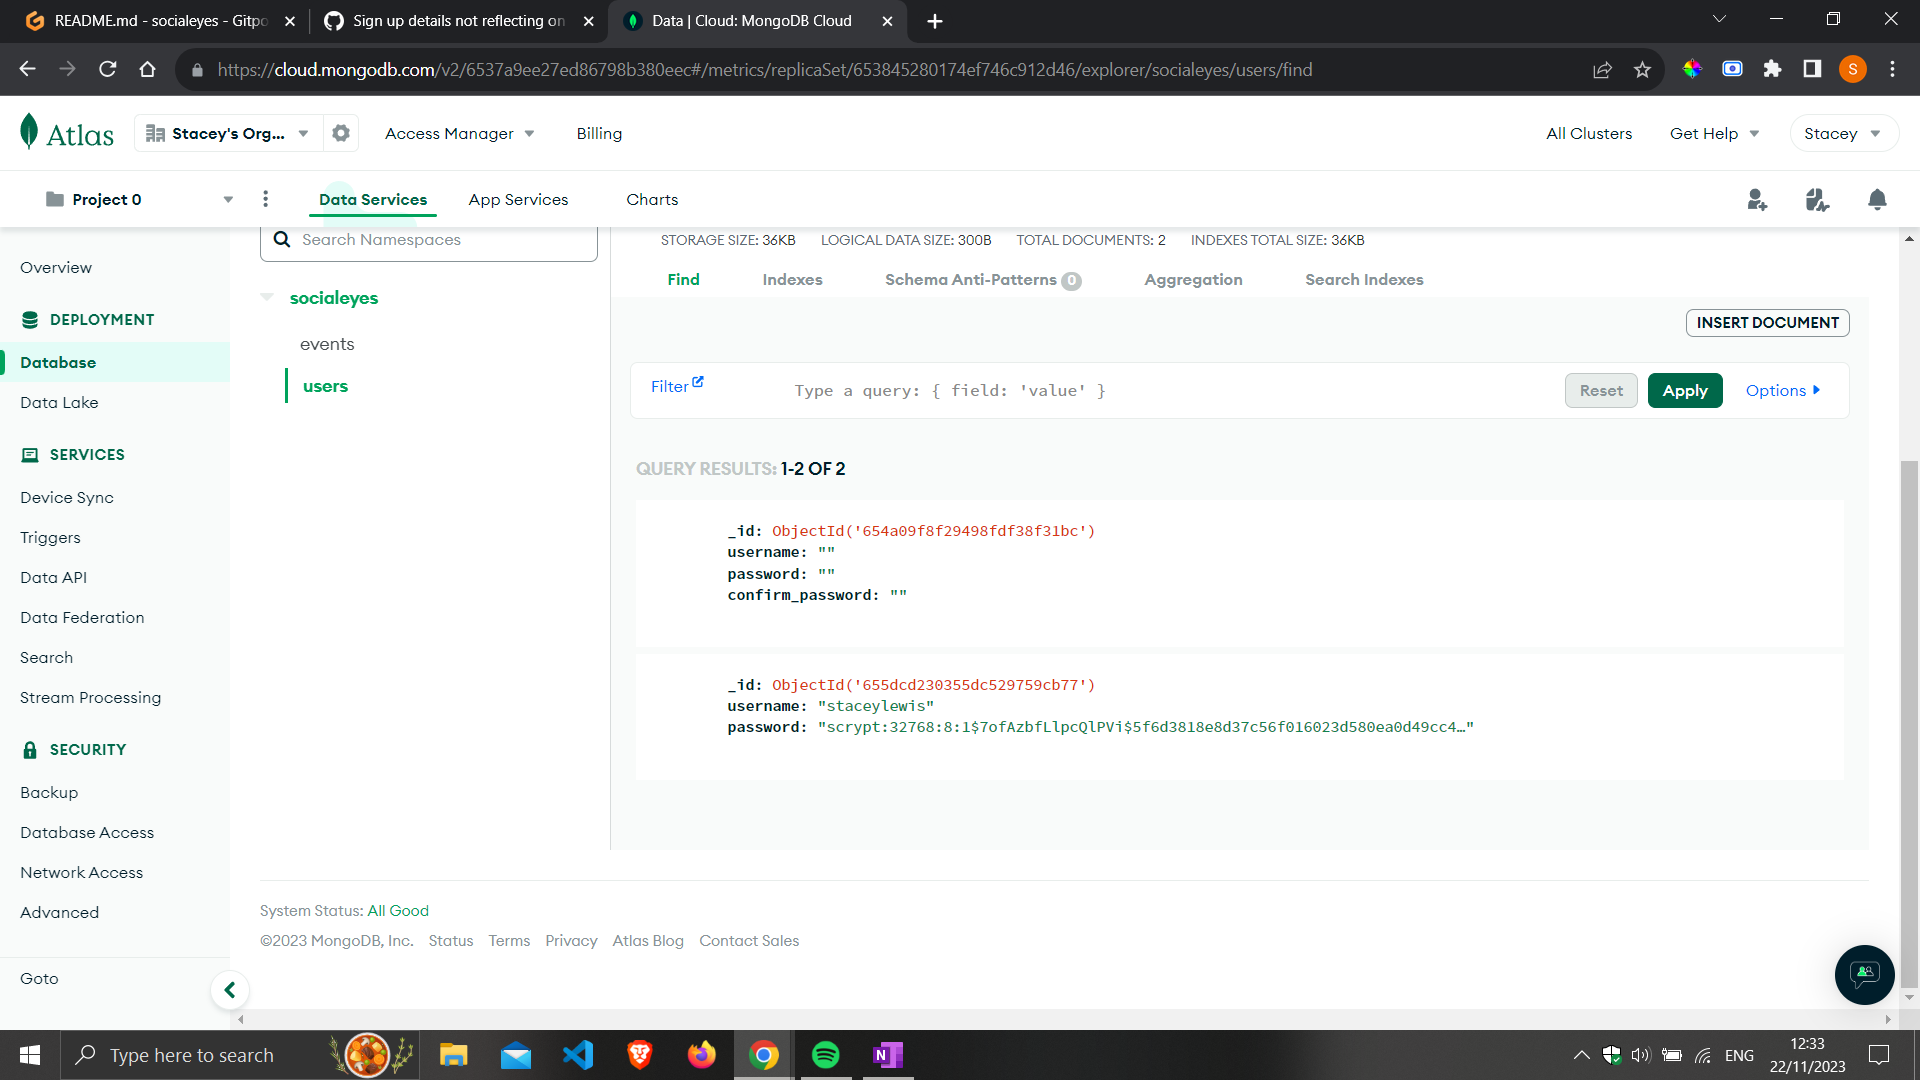 README.md - socialeyes - Gitpo
Sign up details not reflecting on
Data | Cloud: MongoDB Cloud
https://cloud.mongodb.com/v2/6537a9ee27ed86798b380eec#/metrics/replicaSet/653845280174ef746c912d46/explorer/socialeyes/users/find
S
Atlas
Stacey's Org...
Access Manager
Billing
All Clusters
Get Help
Stacey
Project 0
Data Services
App Services
Charts
Overview
DEPLOYMENT
Database
Data Lake
SERVICES
Device Sync
Triggers
Data API
Data Federation
Search
Stream Processing
SECURITY
Backup
Database Access
Network Access
Advanced
Goto
Search Namespaces
socialeyes
events
users
STORAGE SIZE: 36KB LOGICAL DATA SIZE: 300B TOTAL DOCUMENTS: 2 INDEXES TOTAL SIZE: 36KB
Find Indexes Schema Anti-Patterns 0 Aggregation Search Indexes
INSERT DOCUMENT
Filter Type a query: { field: 'value' } Reset Apply Options
QUERY RESULTS: 1-2 OF 2
_id: ObjectId('654a09f8f29498fdf38f31bc')
username: ""
password: ""
confirm_password: ""
_id: ObjectId('655dcd230355dc529759cb77')
username: "staceylewis"
password: "scrypt:32768:8:1$7ofAzbfLlpcQlPVi$5f6d3818e8d37c56f016023d580ea0d49cc4…"
System Status: All Good
©2023 MongoDB, Inc. Status Terms Privacy Atlas Blog Contact Sales
Type here to search
N
ENG
12:33
22/11/2023